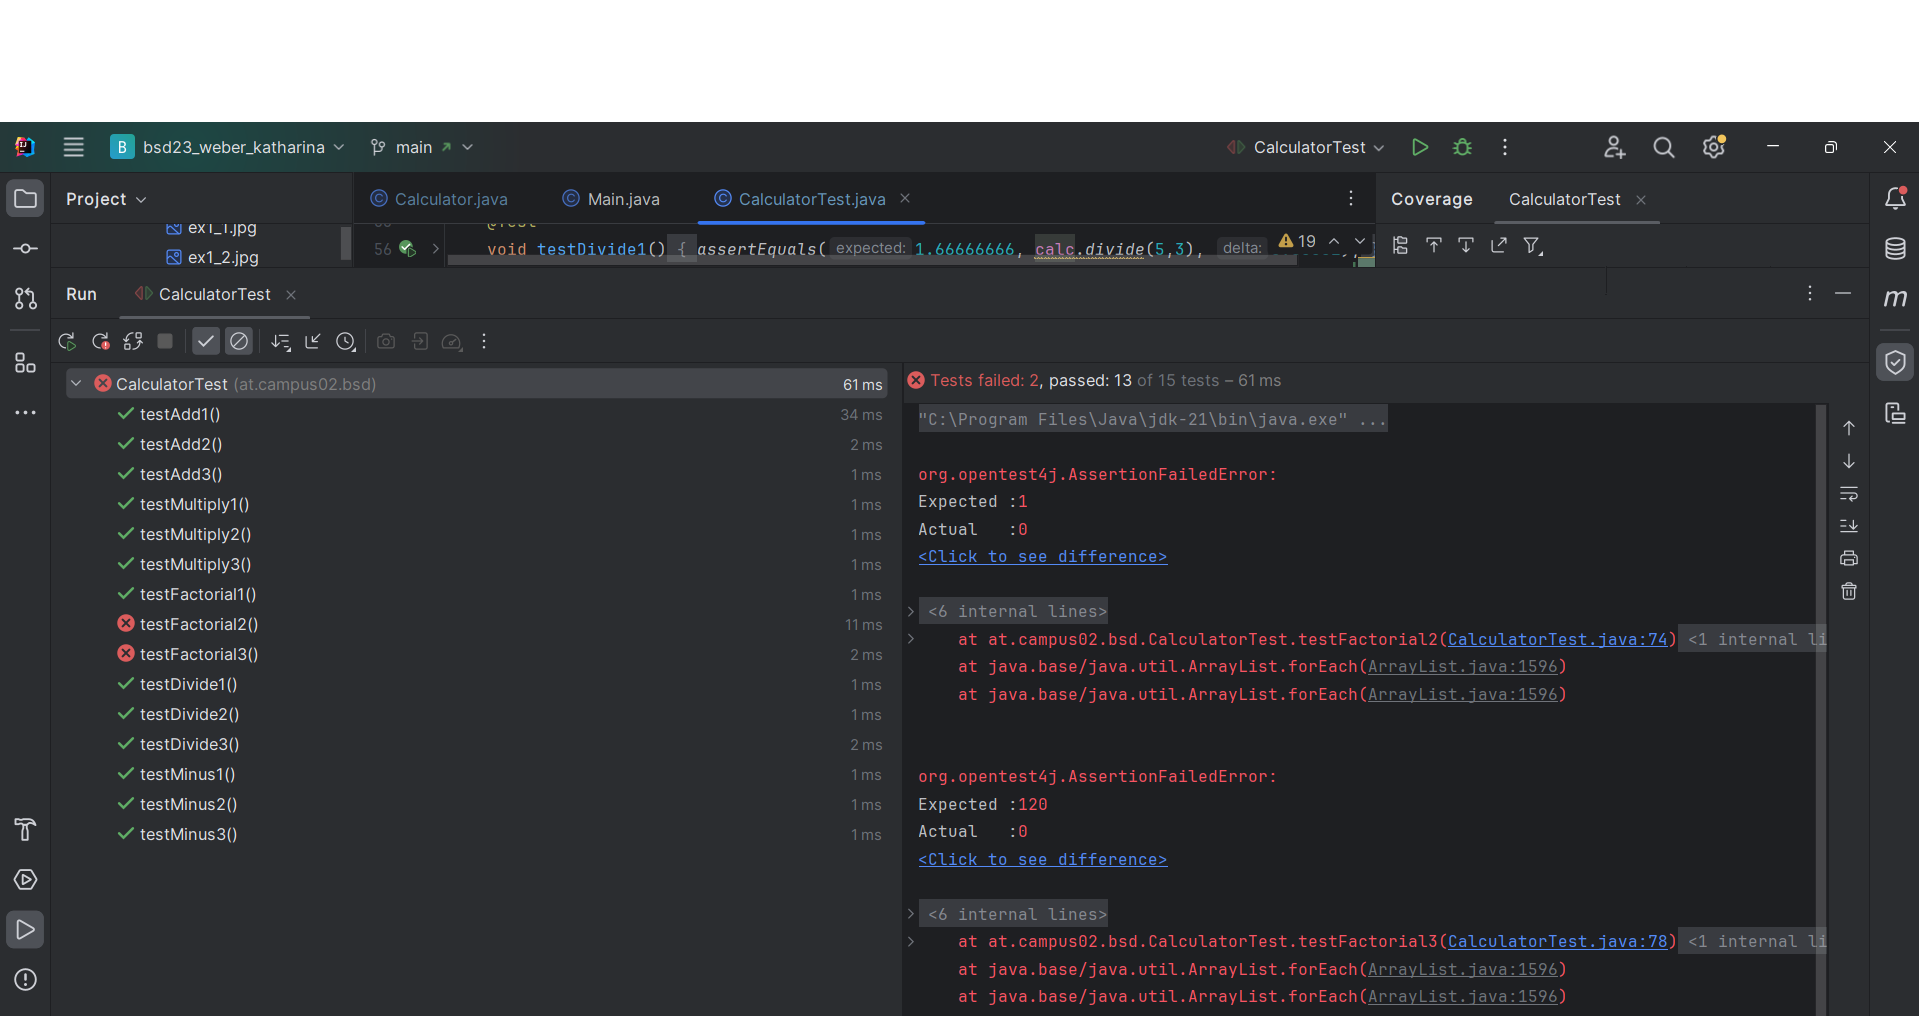 B bsd23_weber_katharina main CalculatorTest
Project Calculator.java Main.java CalculatorTest.java Coverage CalculatorTest
ex1_1.jpg
ex1_2.jpg
56 void testDivide1() { assertEquals( expected: 1.66666666, calc.divide(5,3), delta: 19
Run CalculatorTest
CalculatorTest (at.campus02.bsd) 61 ms
testAdd1() 34 ms
testAdd2() 2 ms
testAdd3() 1 ms
testMultiply1() 1 ms
testMultiply2() 1 ms
testMultiply3() 1 ms
testFactorial1() 1 ms
testFactorial2() 11 ms
testFactorial3() 2 ms
testDivide1() 1 ms
testDivide2() 1 ms
testDivide3() 2 ms
testMinus1() 1 ms
testMinus2() 1 ms
testMinus3() 1 ms
Tests failed: 2, passed: 13 of 15 tests – 61 ms
"C:\Program Files\Java\jdk-21\bin\java.exe" ...
org.opentest4j.AssertionFailedError:
Expected :1
Actual   :0
<Click to see difference>
<6 internal lines>
at at.campus02.bsd.CalculatorTest.testFactorial2(CalculatorTest.java:74) <1 internal li
at java.base/java.util.ArrayList.forEach(ArrayList.java:1596)
at java.base/java.util.ArrayList.forEach(ArrayList.java:1596)
org.opentest4j.AssertionFailedError:
Expected :120
Actual   :0
<Click to see difference>
<6 internal lines>
at at.campus02.bsd.CalculatorTest.testFactorial3(CalculatorTest.java:78) <1 internal li
at java.base/java.util.ArrayList.forEach(ArrayList.java:1596)
at java.base/java.util.ArrayList.forEach(ArrayList.java:1596)